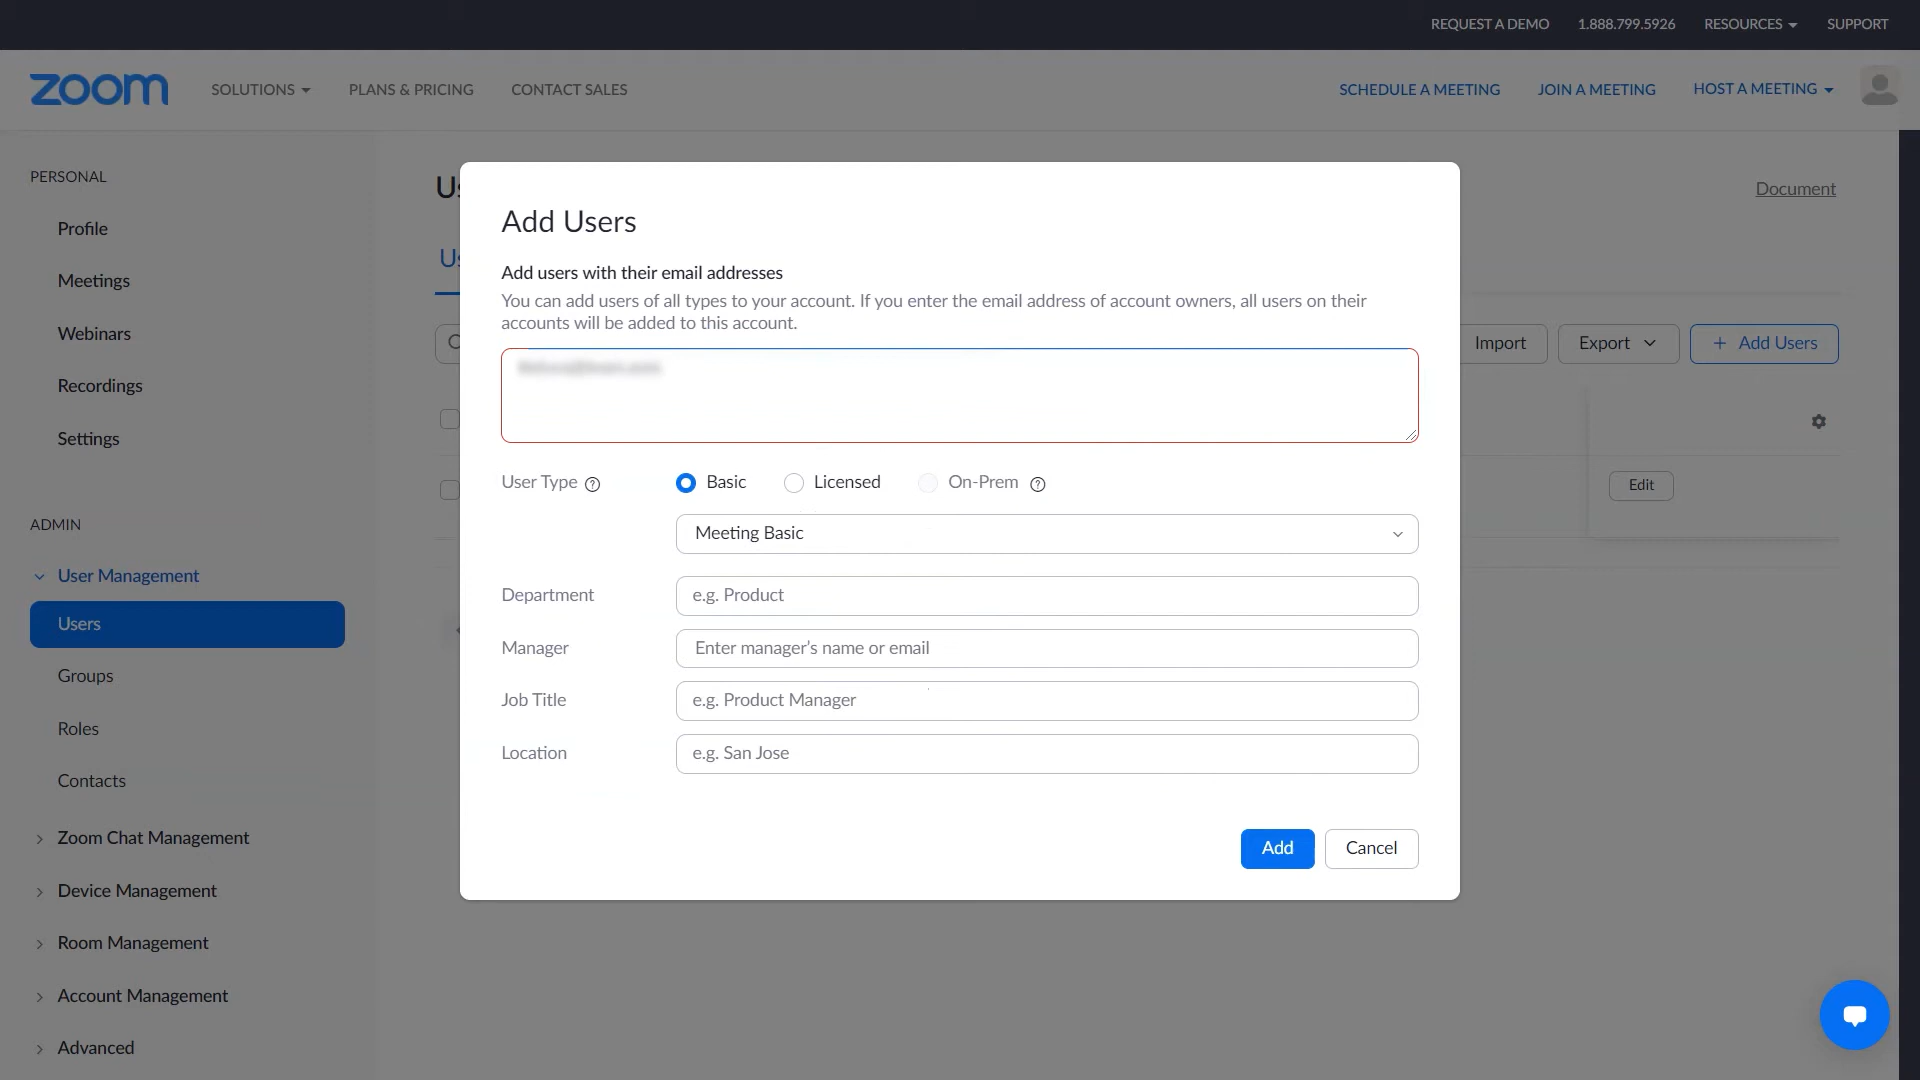 REQUEST A DEMO 1.888.799.5926 RESOURCES SUPPORT
zoom SOLUTIONS PLANS & PRICING CONTACT SALES SCHEDULE A MEETING JOIN A MEETING HOST A MEETING
PERSONAL
Profile
Meetings
Webinars
Recordings
Settings
ADMIN
User Management
Users
Groups
Roles
Contacts
Zoom Chat Management
Device Management
Room Management
Account Management
Advanced
Document
Import Export + Add Users
Edit
Add Users
Add users with their email addresses
You can add users of all types to your account. If you enter the email address of account owners, all users on their
accounts will be added to this account.
User Type Basic Licensed On-Prem
Meeting Basic
Department e.g. Product
Manager Enter manager's name or email
Job Title e.g. Product Manager
Location e.g. San Jose
Add Cancel